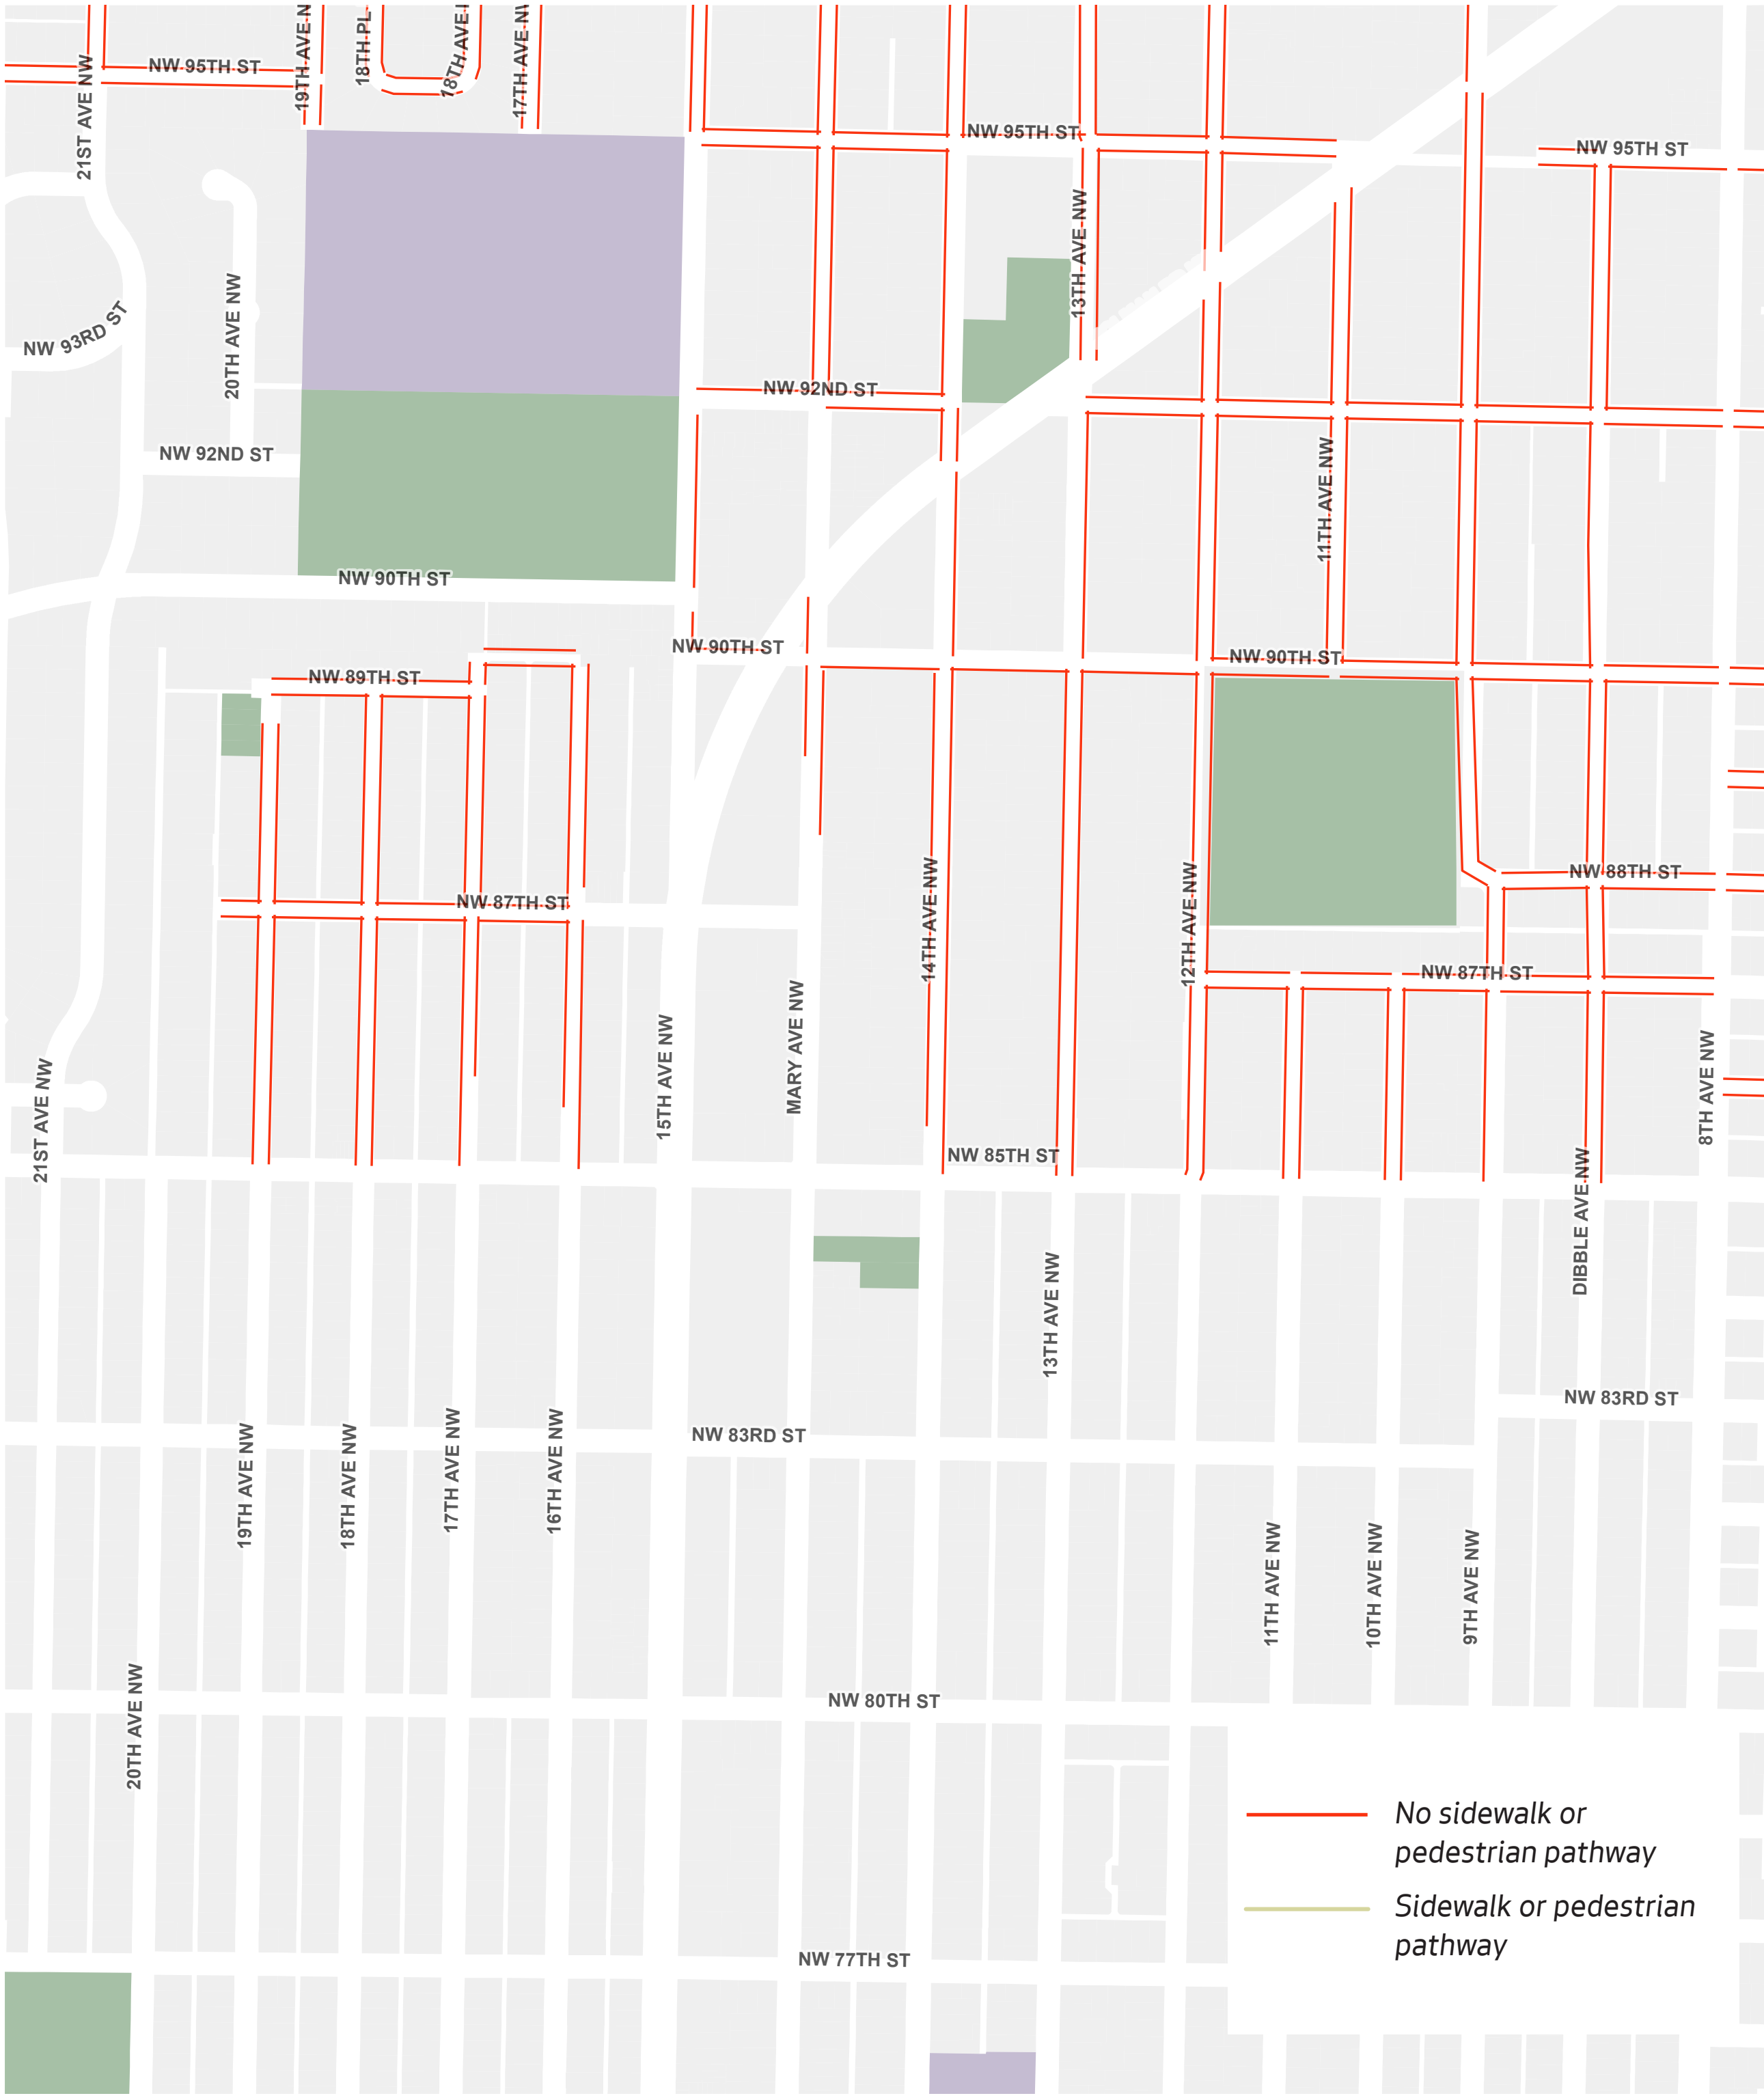 19TH AVE N
18TH PL
18TH AVE
17TH AVE NW
NW 95TH ST
21ST AVE NW
NW 95TH ST
NW 95TH ST
13TH AVE NW
20TH AVE NW
NW 93RD ST
NW 92ND ST
NW 92ND ST
11TH AVE NW
NW 90TH ST
NW 90TH ST
NW 90TH ST
NW 89TH ST
NW 88TH ST
NW 87TH ST
14TH AVE NW
12TH AVE NW
NW 87TH ST
15TH AVE NW
MARY AVE NW
8TH AVE NW
21ST AVE NW
NW 85TH ST
DIBBLE AVE NW
13TH AVE NW
NW 83RD ST
NW 83RD ST
19TH AVE NW
18TH AVE NW
17TH AVE NW
16TH AVE NW
11TH AVE NW
10TH AVE NW
9TH AVE NW
NW 80TH ST
20TH AVE NW
No sidewalk or
pedestrian pathway
Sidewalk or pedestrian
pathway
NW 77TH ST